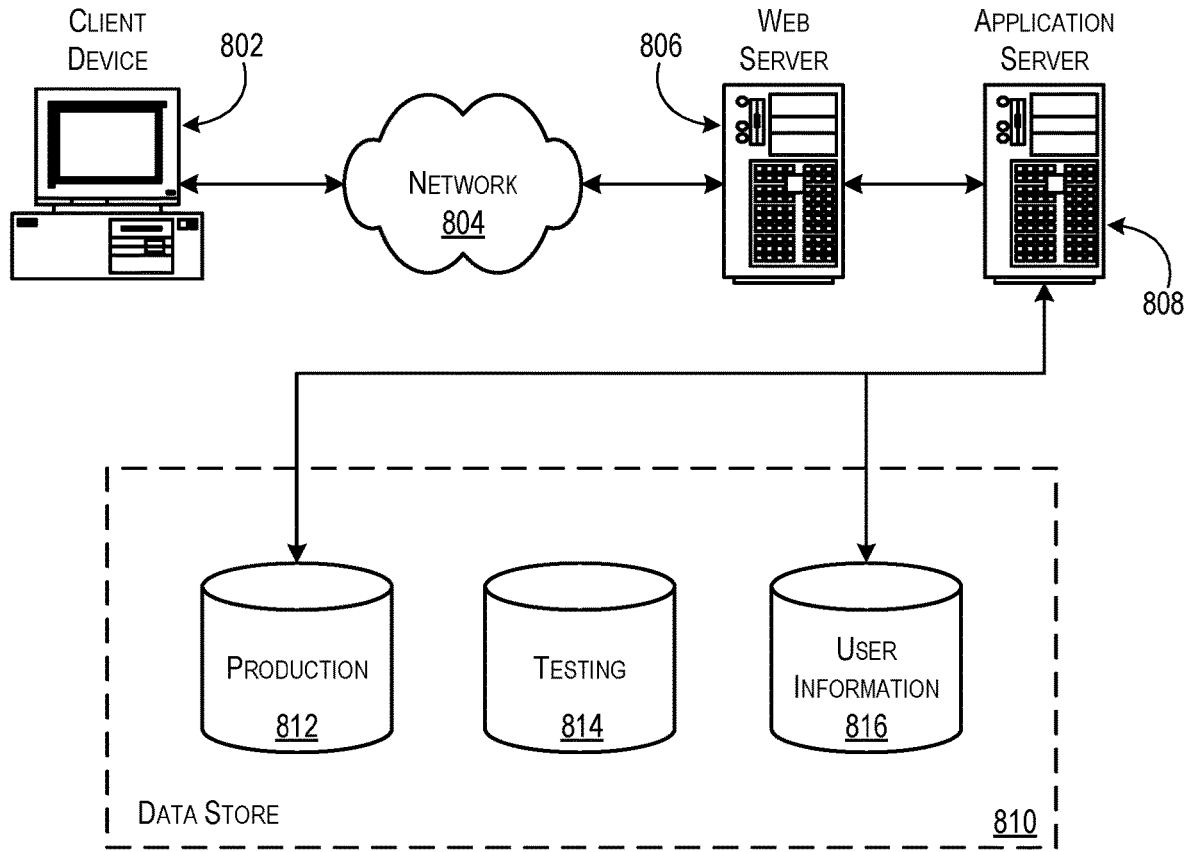 CLIENT
DEVICE
802
806
WEB
SERVER
APPLICATION
SERVER
NETWORK
804
808
PRODUCTION
812
TESTING
814
USER
INFORMATION
816
DATA STORE
810